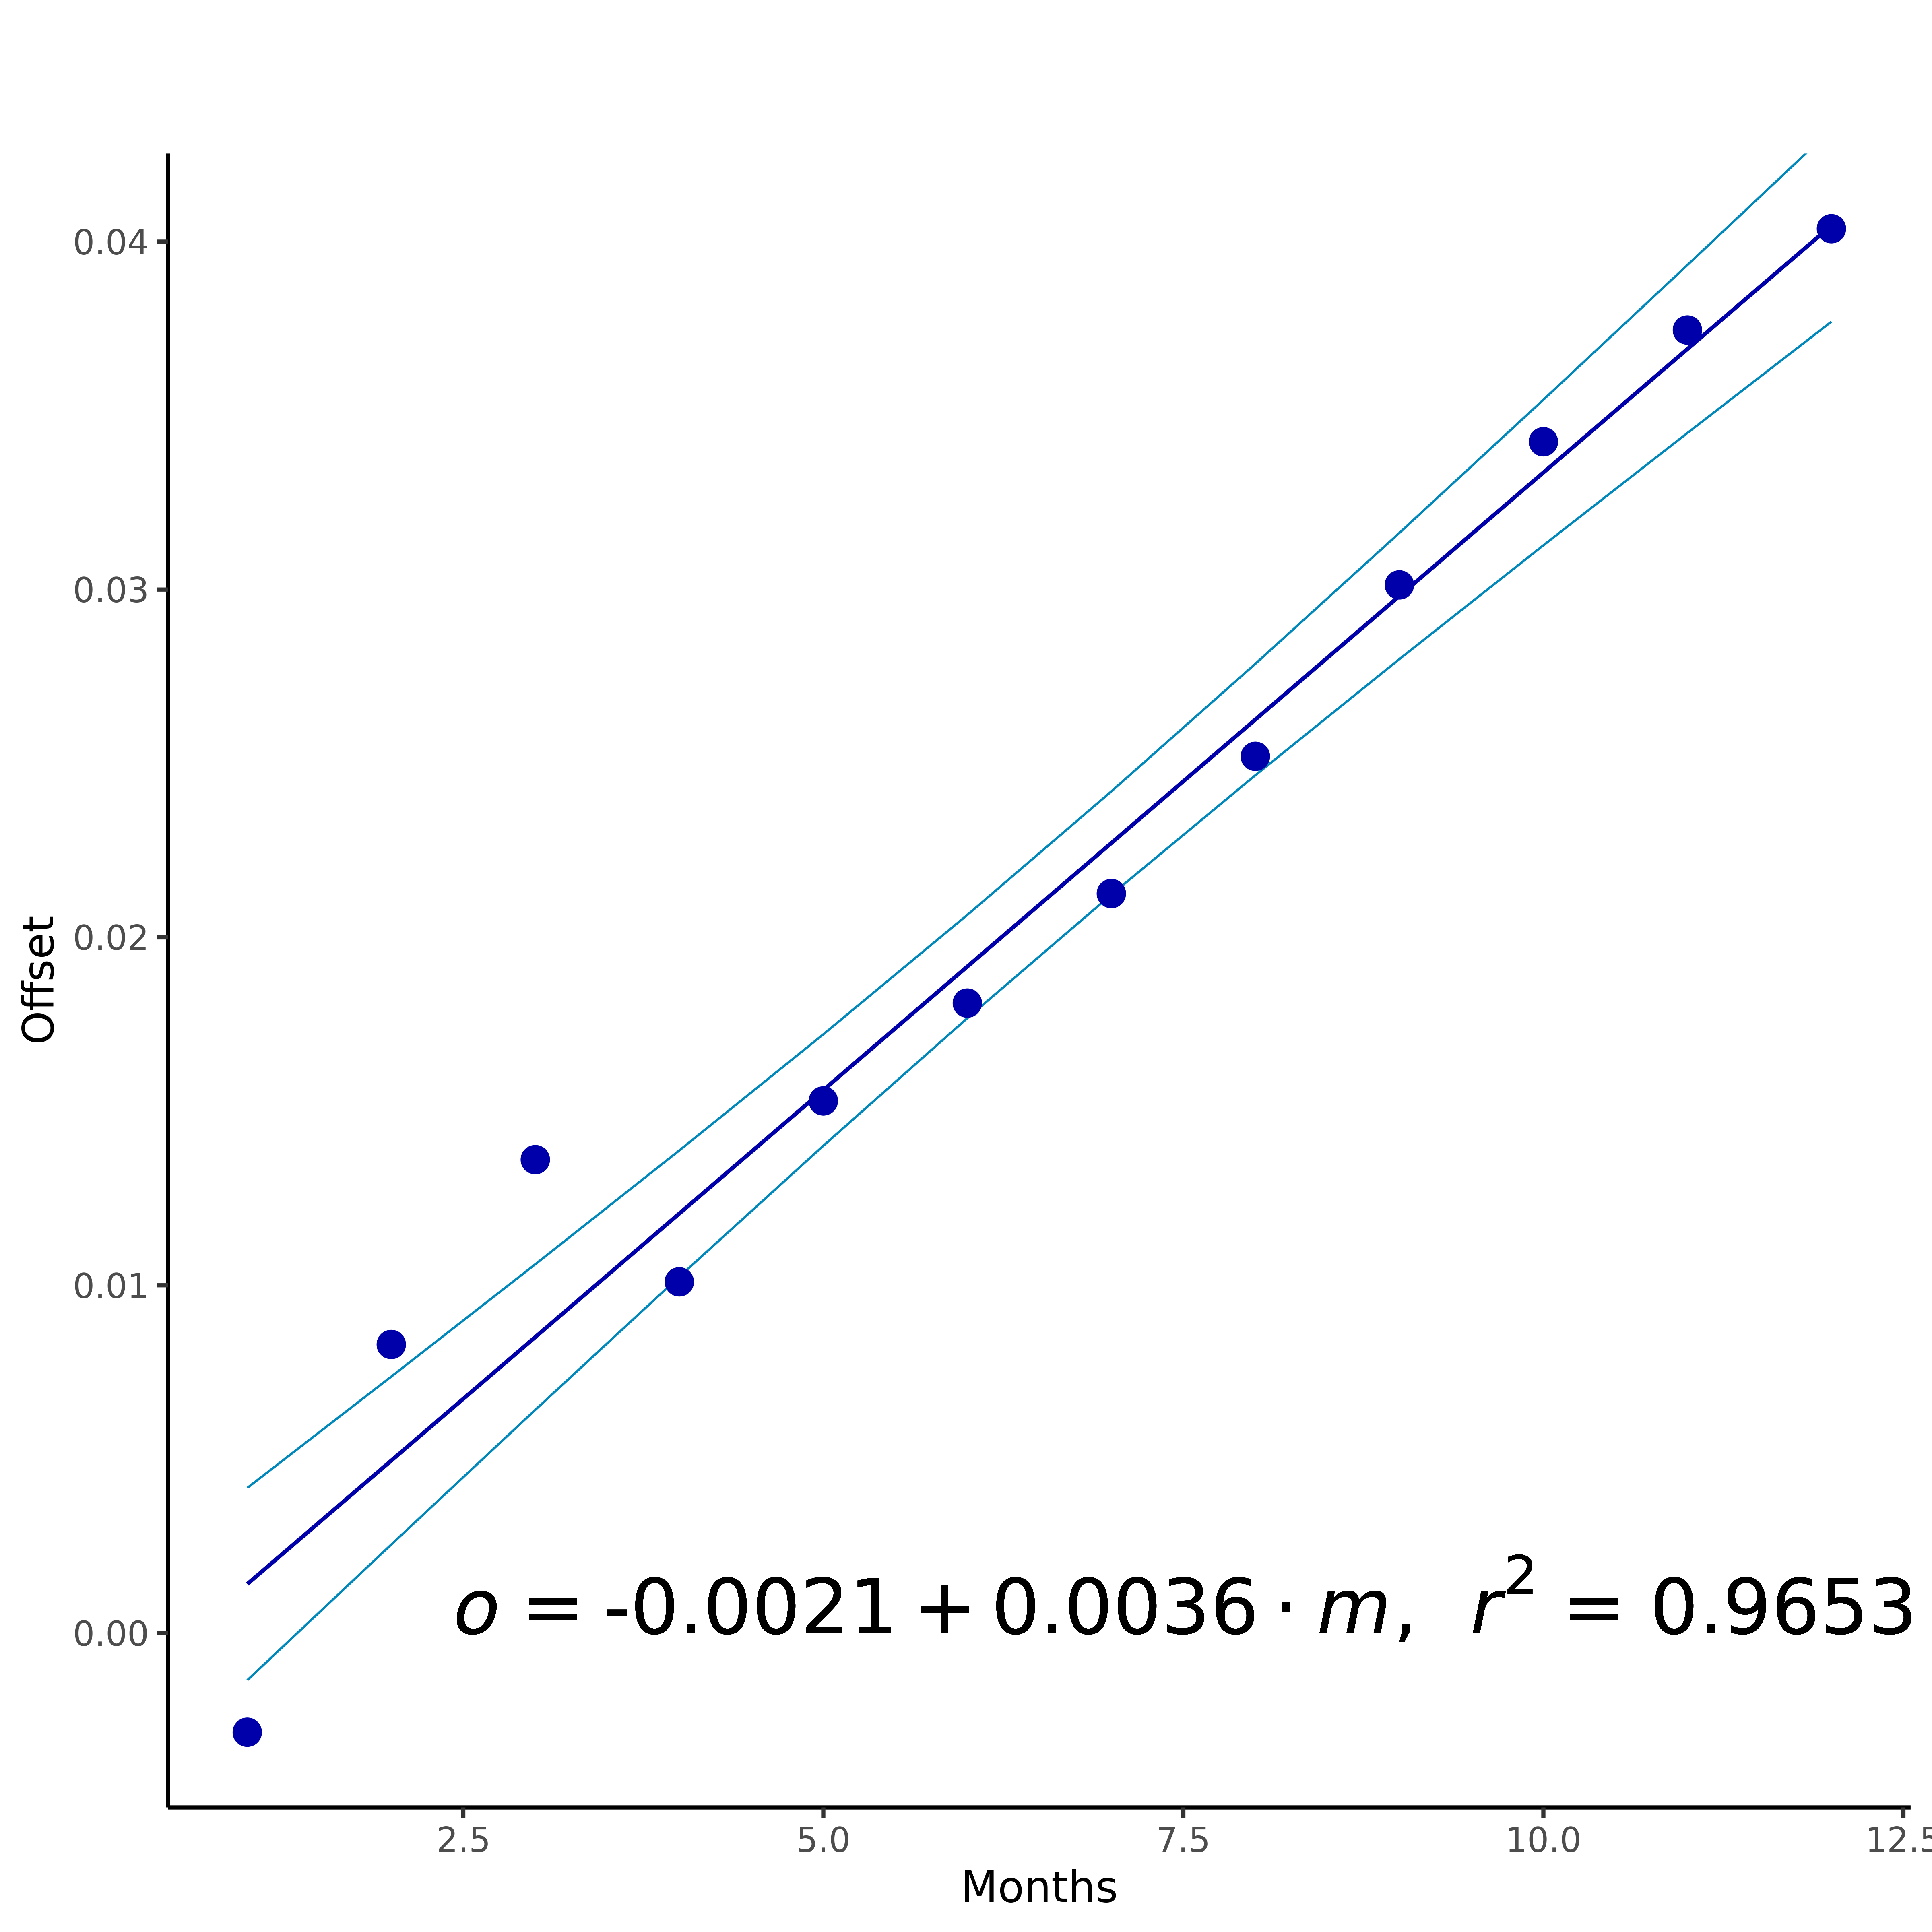 0.04
0.03
0.02
0.01
0.00
Offset
o = -0.0021 + 0.0036 · m, r² = 0.9653
2.5 5.0 7.5 10.0 12.5
Months